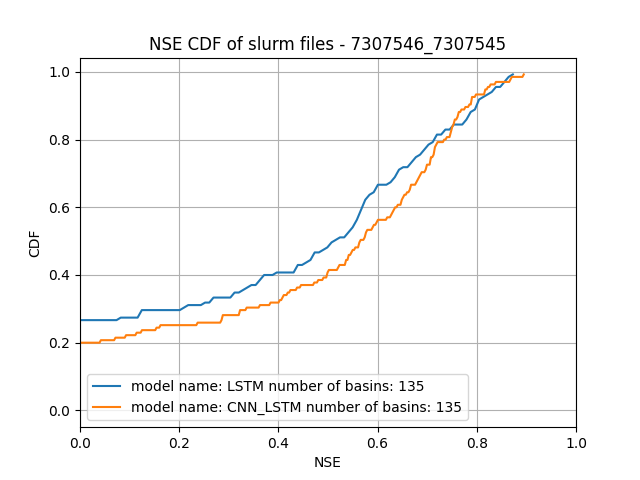 NSE CDF of slurm files - 7307546_7307545
CDF
1.0
0.8
0.6
0.4
0.2
0.0
model name: LSTM number of basins: 135
model name: CNN_LSTM number of basins: 135
0.0 0.2 0.4 0.6 0.8 1.0
NSE